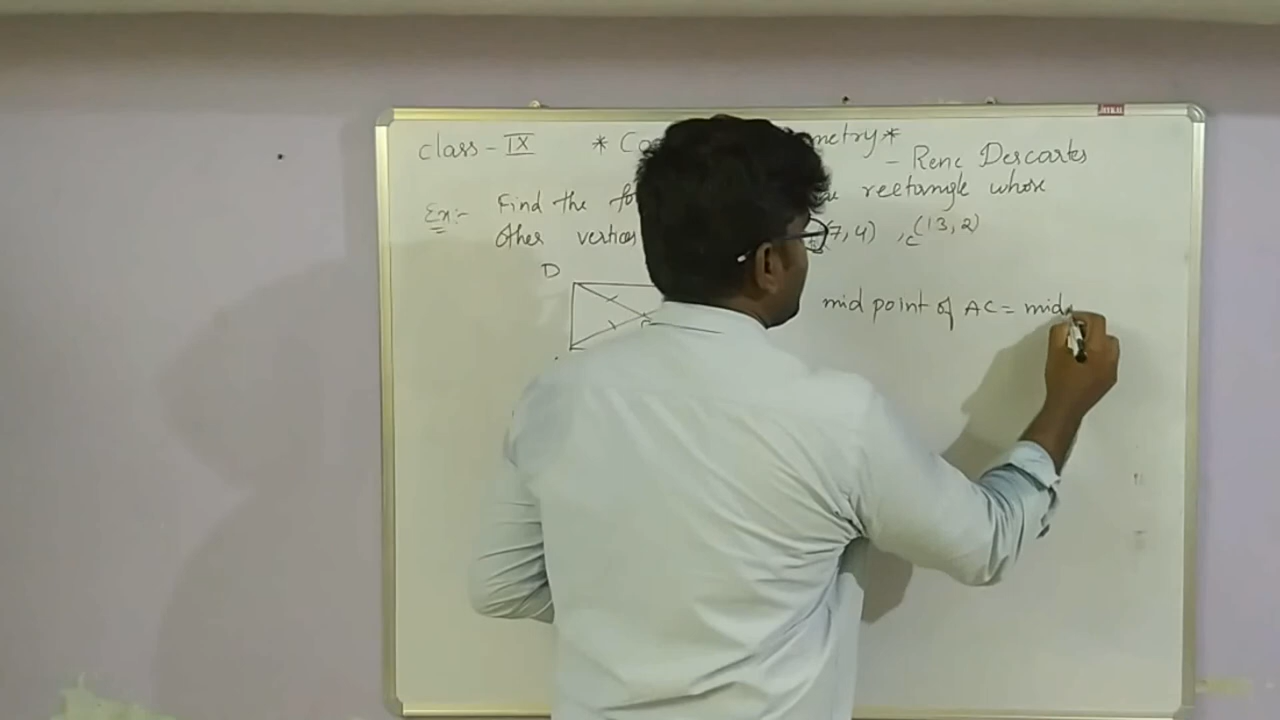 class - IX * Co metry *
- Rene Descartes
Ex:- Find the fo rectangle whose
other vertices (7,4) , C(13,2)
D
mid point of AC = mid